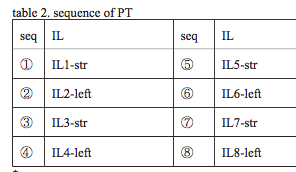 table 2. sequence of PT
seq IL seq IL
① IL1-str ⑤ IL5-str
② IL2-left ⑥ IL6-left
③ IL3-str ⑦ IL7-str
④ IL4-left ⑧ IL8-left